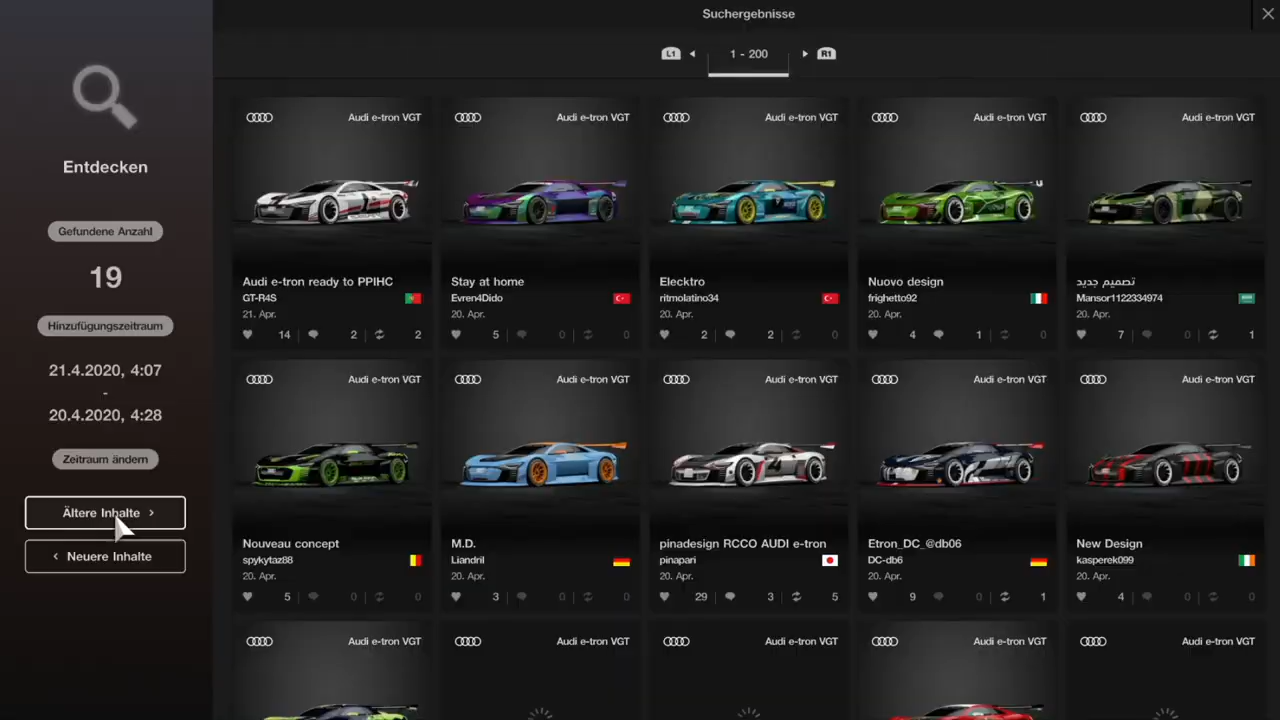 Suchergebnisse
L1
1 - 200
R1
Entdecken
Gefundene Anzahl
19
Hinzufügungszeitraum
21.4.2020, 4:07
-
20.4.2020, 4:28
Zeitraum ändern
Ältere Inhalte >
< Neuere Inhalte
Audi e-tron VGT
Audi e-tron ready to PPIHC
GT-R4S
21. Apr.
14 2 2
Audi e-tron VGT
Stay at home
Evren4Dido
20. Apr.
5 0 0
Audi e-tron VGT
Elecktro
ritmolatino34
20. Apr.
2 2 0
Audi e-tron VGT
Nuovo design
frighetto92
20. Apr.
4 1 0
Audi e-tron VGT
تصميم جديد
Mansor1122334974
20. Apr.
7 0 1
Audi e-tron VGT
Nouveau concept
spykytaz88
20. Apr.
5 0 0
Audi e-tron VGT
M.D.
Liandril
20. Apr.
3 0 0
Audi e-tron VGT
pinadesign RCCO AUDI e-tron
pinapari
20. Apr.
29 3 5
Audi e-tron VGT
Etron_DC_@db06
DC-db6
20. Apr.
9 0 1
Audi e-tron VGT
New Design
kasperek099
20. Apr.
4 0 0
Audi e-tron VGT
Audi e-tron VGT
Audi e-tron VGT
Audi e-tron VGT
Audi e-tron VGT